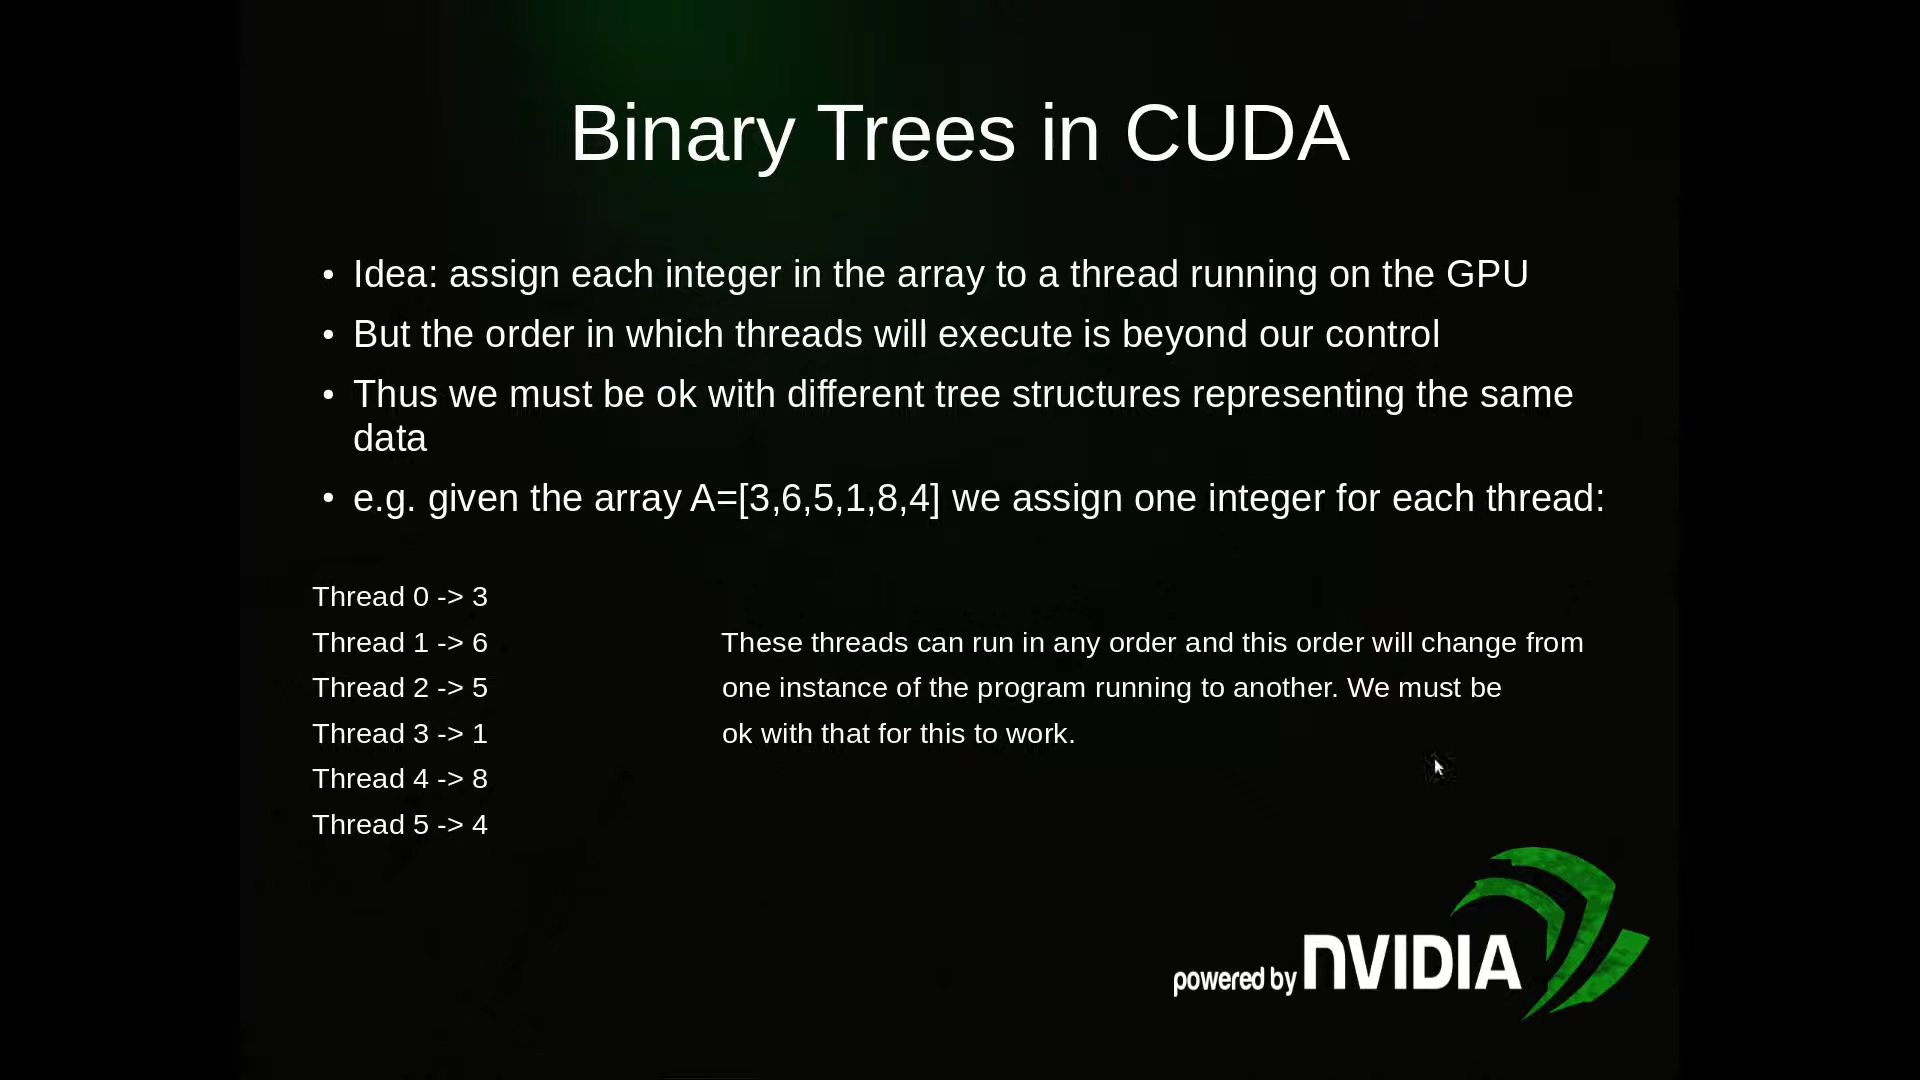 Binary Trees in CUDA
• Idea: assign each integer in the array to a thread running on the GPU
• But the order in which threads will execute is beyond our control
• Thus we must be ok with different tree structures representing the same
data
• e.g. given the array A=[3,6,5,1,8,4] we assign one integer for each thread:
Thread 0 -> 3
Thread 1 -> 6
Thread 2 -> 5
Thread 3 -> 1
Thread 4 -> 8
Thread 5 -> 4
These threads can run in any order and this order will change from
one instance of the program running to another. We must be
ok with that for this to work.
powered by NVIDIA